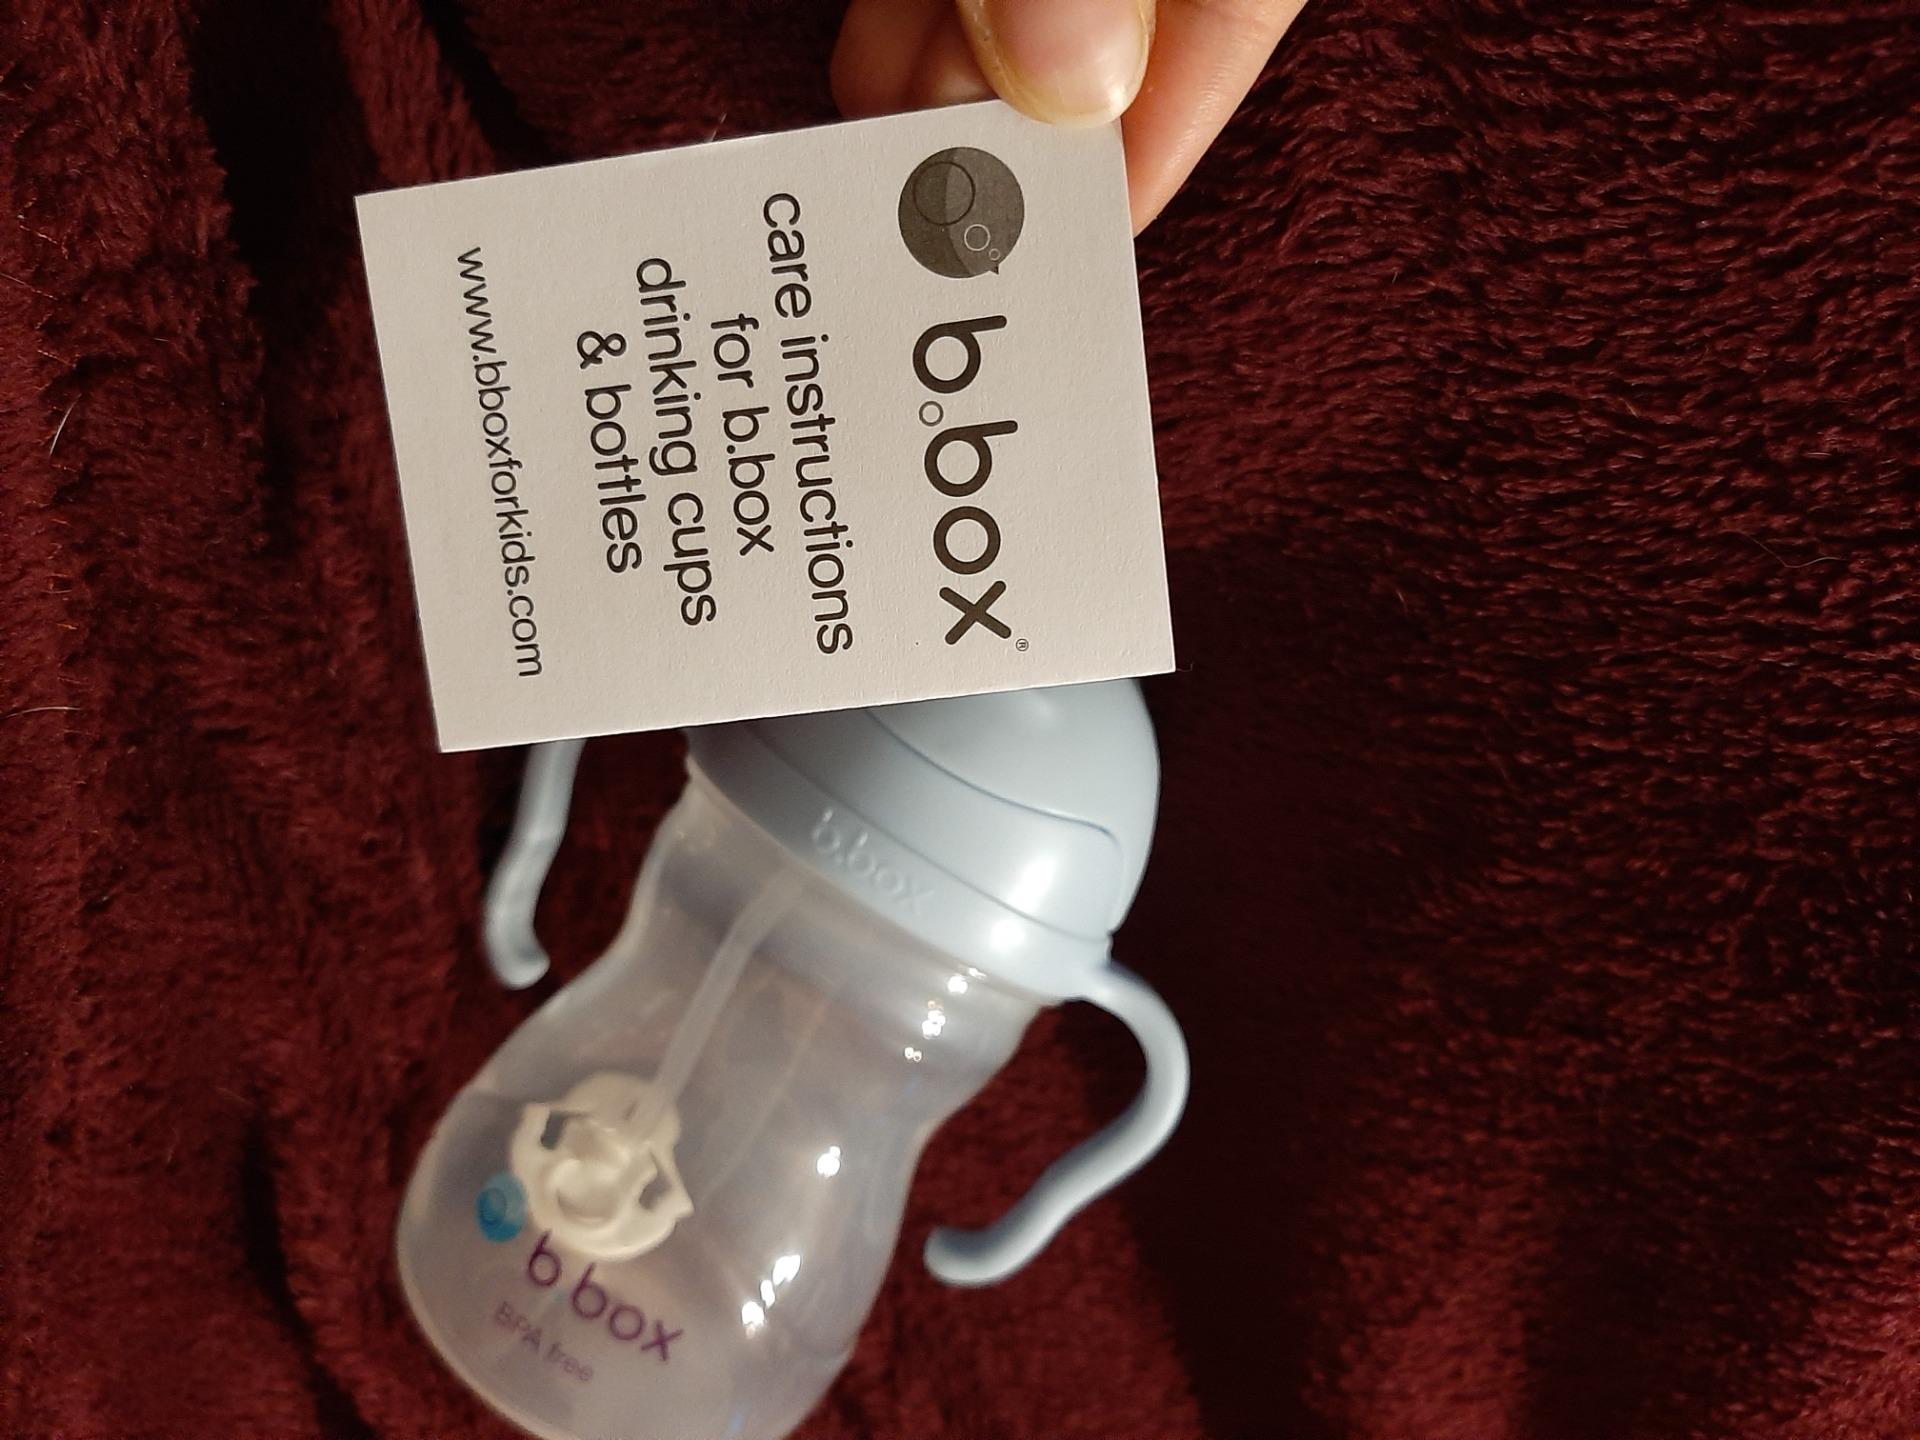 b.box®
care instructions
for b.box
drinking cups
& bottles
www.bboxforkids.com
b.box
b.box
BPA free